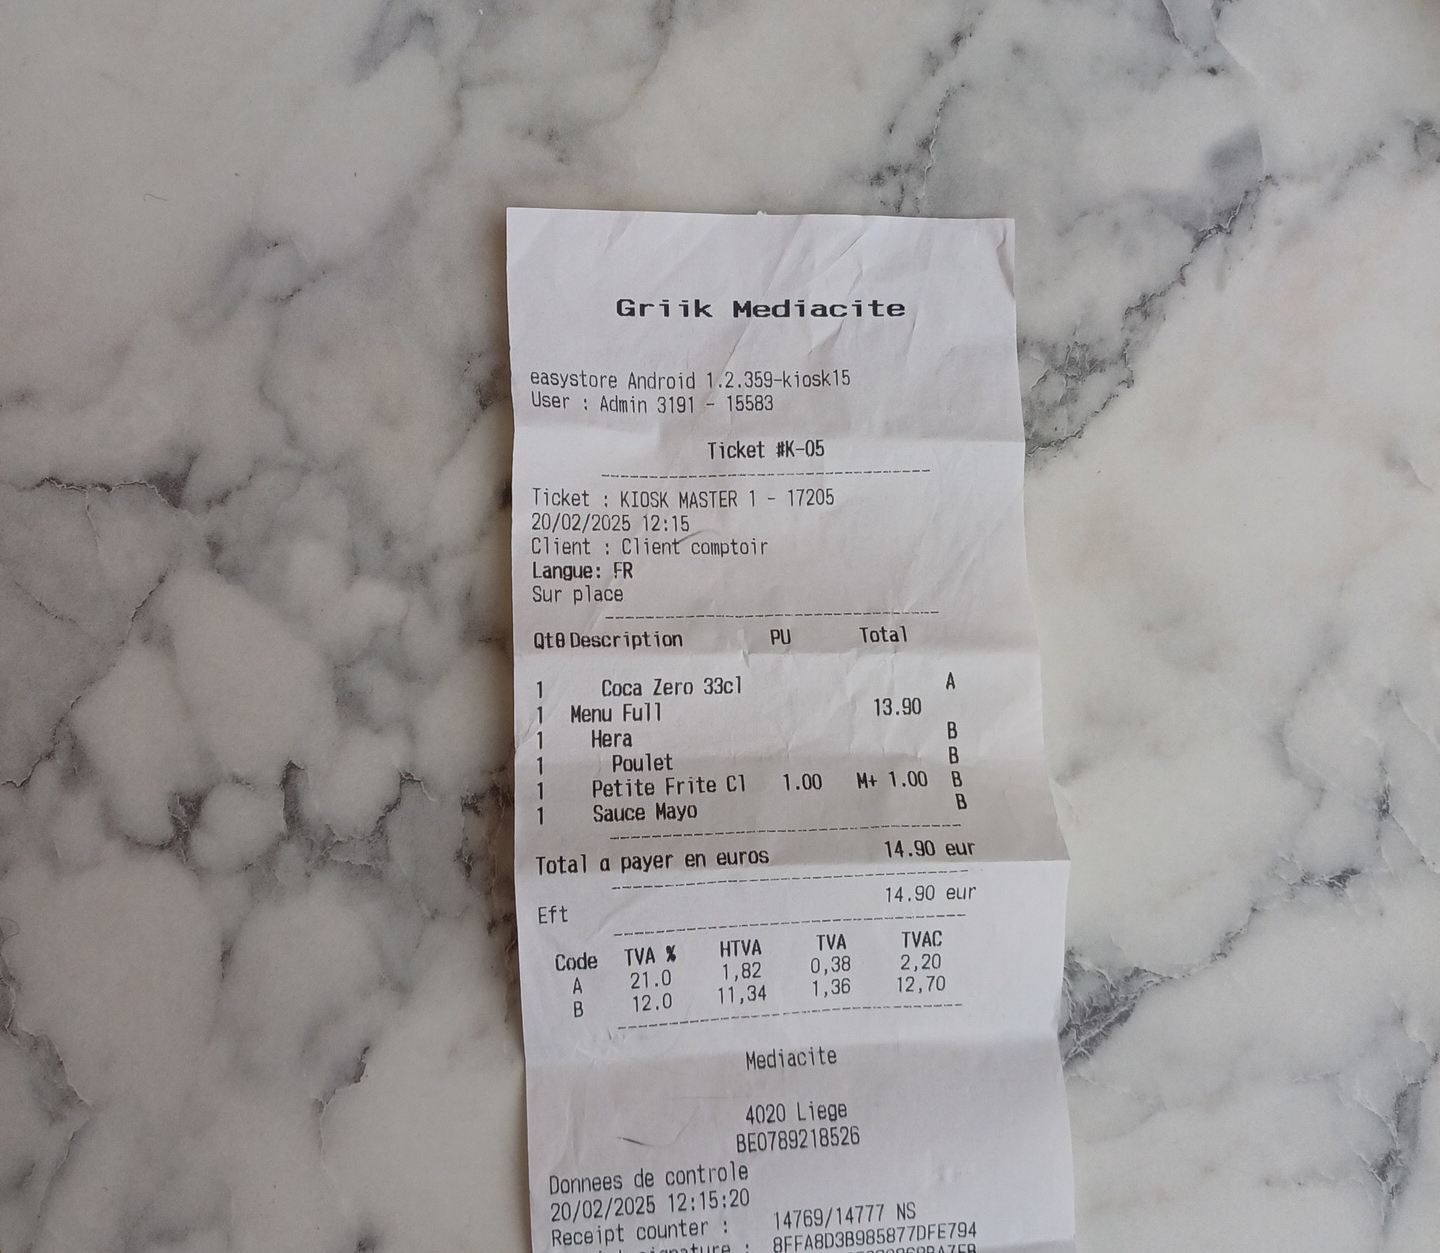 Griik Mediacite
easystore Android 1.2.359-kiosk15
User : Admin 3191 - 15583
Ticket #K-05
Ticket : KIOSK MASTER 1 - 17205
20/02/2025 12:15
Client : Client comptoir
Langue: FR
Sur place
Qtθ Description PU Total
1 Coca Zero 33cl A
1 Menu Full 13.90
1 Hera B
1 Poulet B
1 Petite Frite Cl 1.00 M+ 1.00 B
1 Sauce Mayo B
Total a payer en euros 14.90 eur
Eft 14.90 eur
Code TVA % HTVA TVA TVAC
A 21.0 1,82 0,38 2,20
B 12.0 11,34 1,36 12,70
Mediacite
4020 Liege
BE0789218526
Donnees de controle
20/02/2025 12:15:20
Receipt counter : 14769/14777 NS
signature : 8FFA8D3B985877DFE794